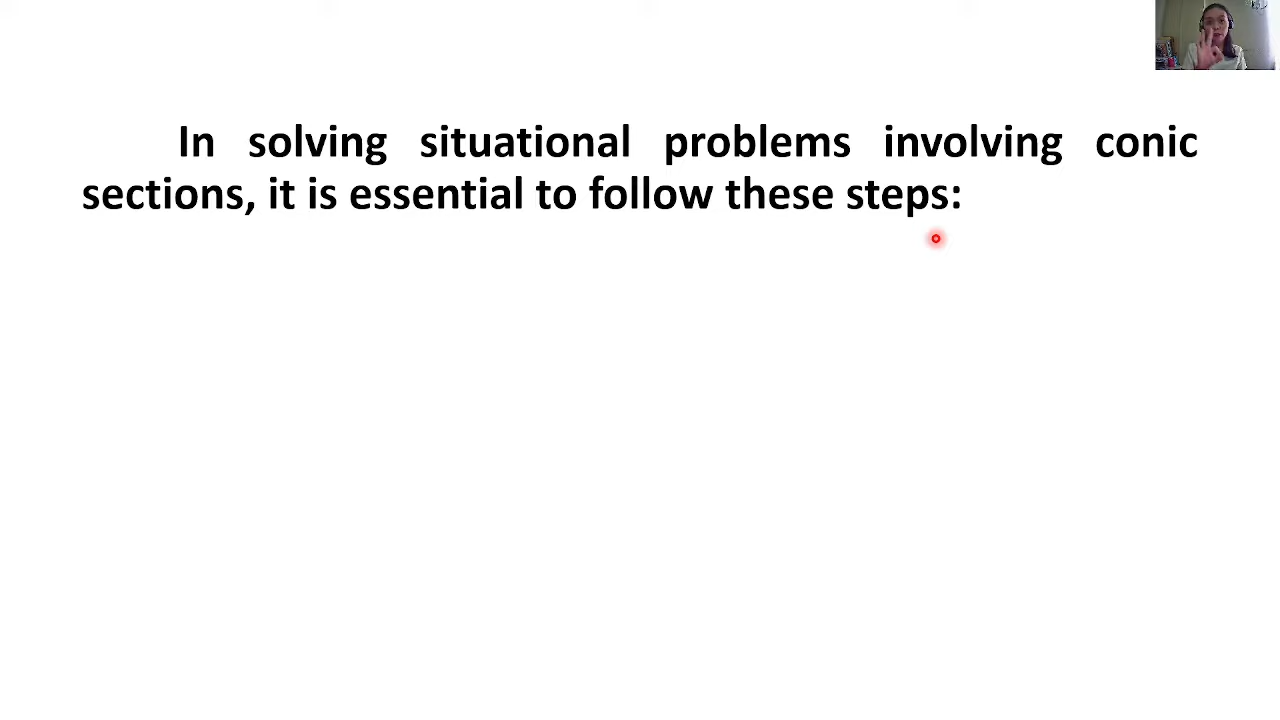 In solving situational problems involving conic
sections, it is essential to follow these steps: